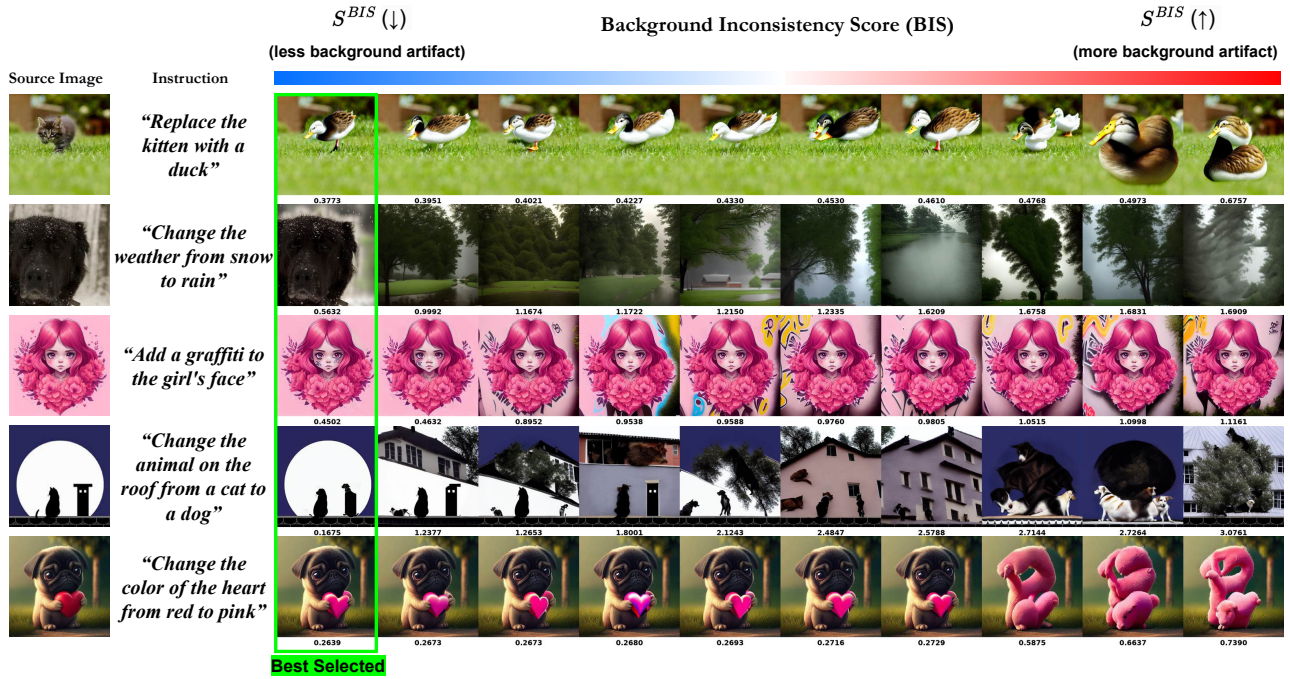 S^{BIS} (↓)
Background Inconsistency Score (BIS)
S^{BIS} (↑)
(less background artifact)
(more background artifact)
Source Image
Instruction
“Replace the
kitten with a
duck”
0.3773 0.3951 0.4021 0.4227 0.4330 0.4530 0.4610 0.4768 0.4973 0.6757
“Change the
weather from snow
to rain”
0.5632 0.9992 1.1674 1.1722 1.2150 1.2335 1.6209 1.6758 1.6831 1.6909
“Add a graffiti to
the girl's face”
0.4502 0.4632 0.8952 0.9538 0.9588 0.9760 0.9805 1.0515 1.0998 1.1161
“Change the
animal on the
roof from a cat to
a dog”
0.1675 1.2377 1.2653 1.8001 2.1243 2.4847 2.5788 2.7144 2.7264 3.0761
“Change the
color of the heart
from red to pink”
0.2639 0.2673 0.2673 0.2680 0.2693 0.2716 0.2729 0.5875 0.6637 0.7390
Best Selected